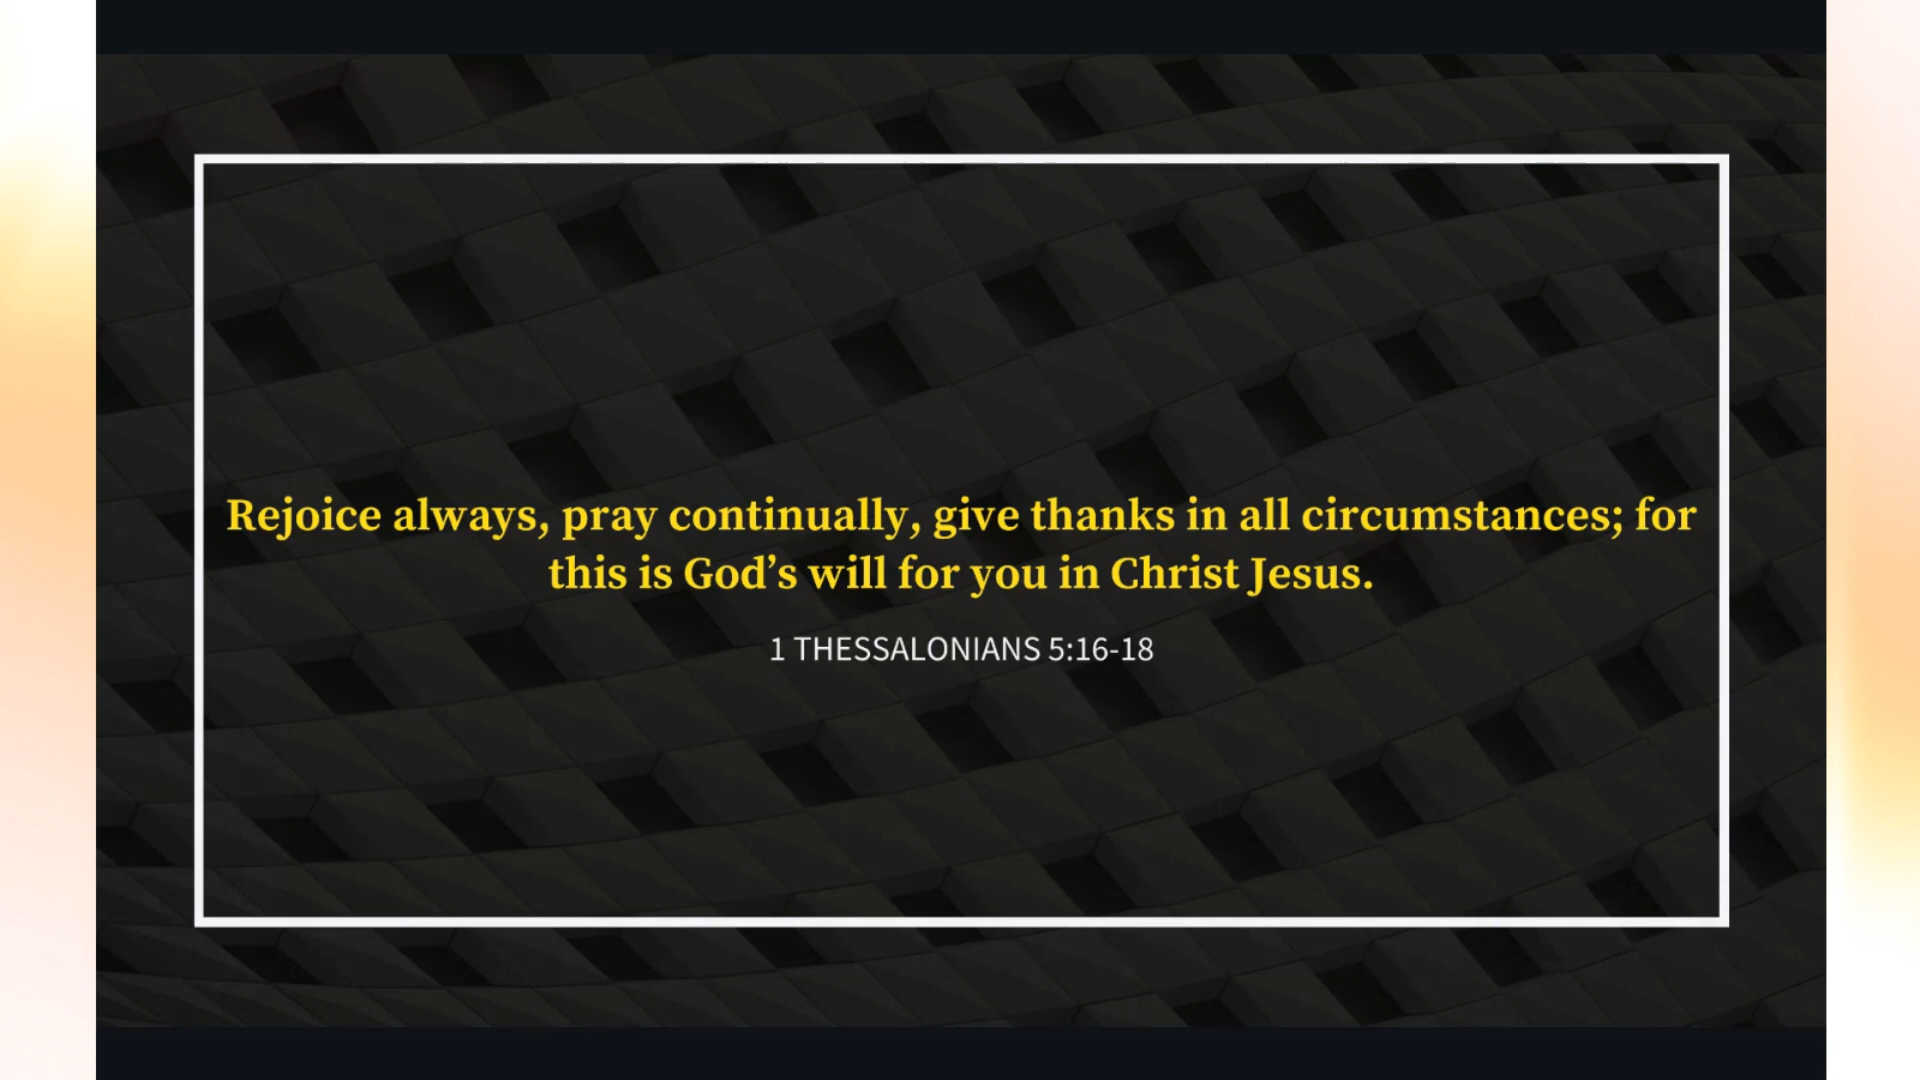 Rejoice always, pray continually, give thanks in all circumstances; for
this is God’s will for you in Christ Jesus.
1 THESSALONIANS 5:16-18